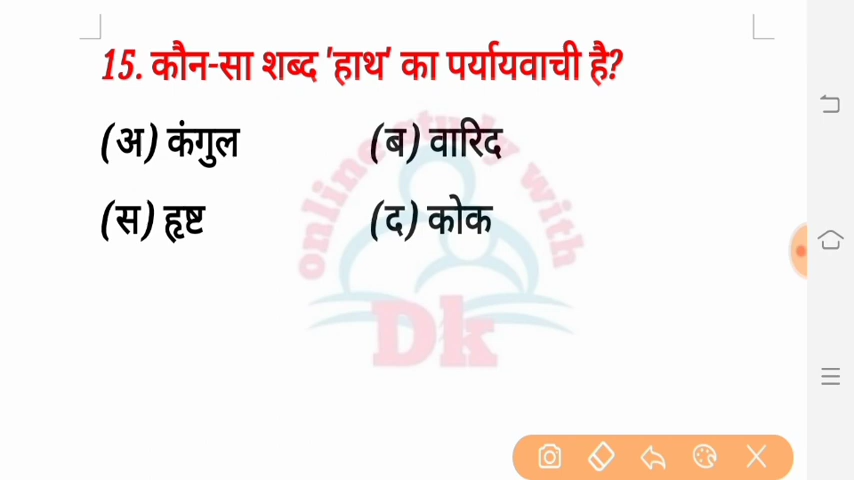 15. कौन-सा शब्द 'हाथ' का पर्यायवाची है?
(अ) कंगुल (ब) वारिद
(स) हृष्ट (द) कोक
online study with
Dk